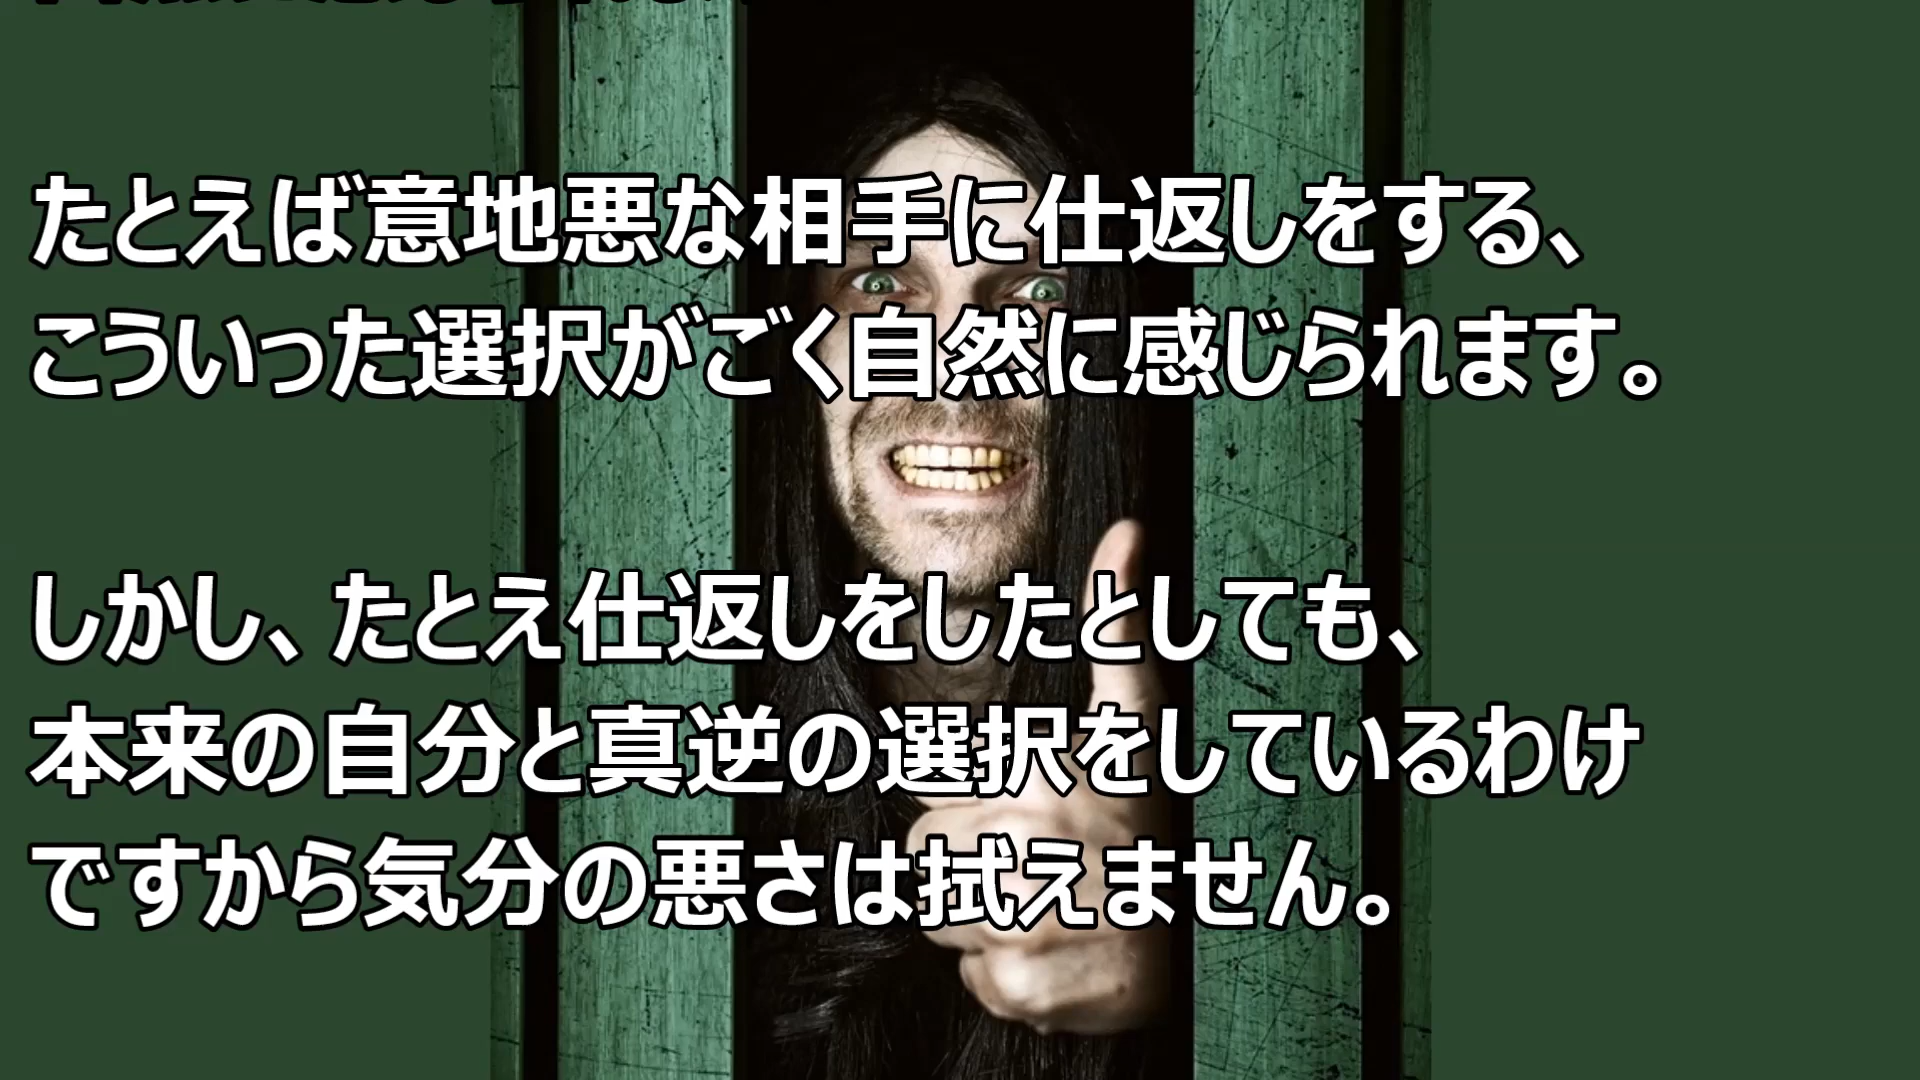 たとえば意地悪な相手に仕返しをする、
こういった選択がごく自然に感じられます。
しかし、たとえ仕返しをしたとしても、
本来の自分と真逆の選択をしているわけ
ですから気分の悪さは拭えません。